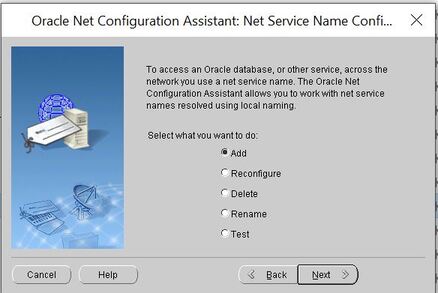 Oracle Net Configuration Assistant: Net Service Name Confi...
To access an Oracle database, or other service, across the
network you use a net service name. The Oracle Net
Configuration Assistant allows you to work with net service
names resolved using local naming.
Select what you want to do:
Add
Reconfigure
Delete
Rename
Test
Cancel
Help
Back
Next